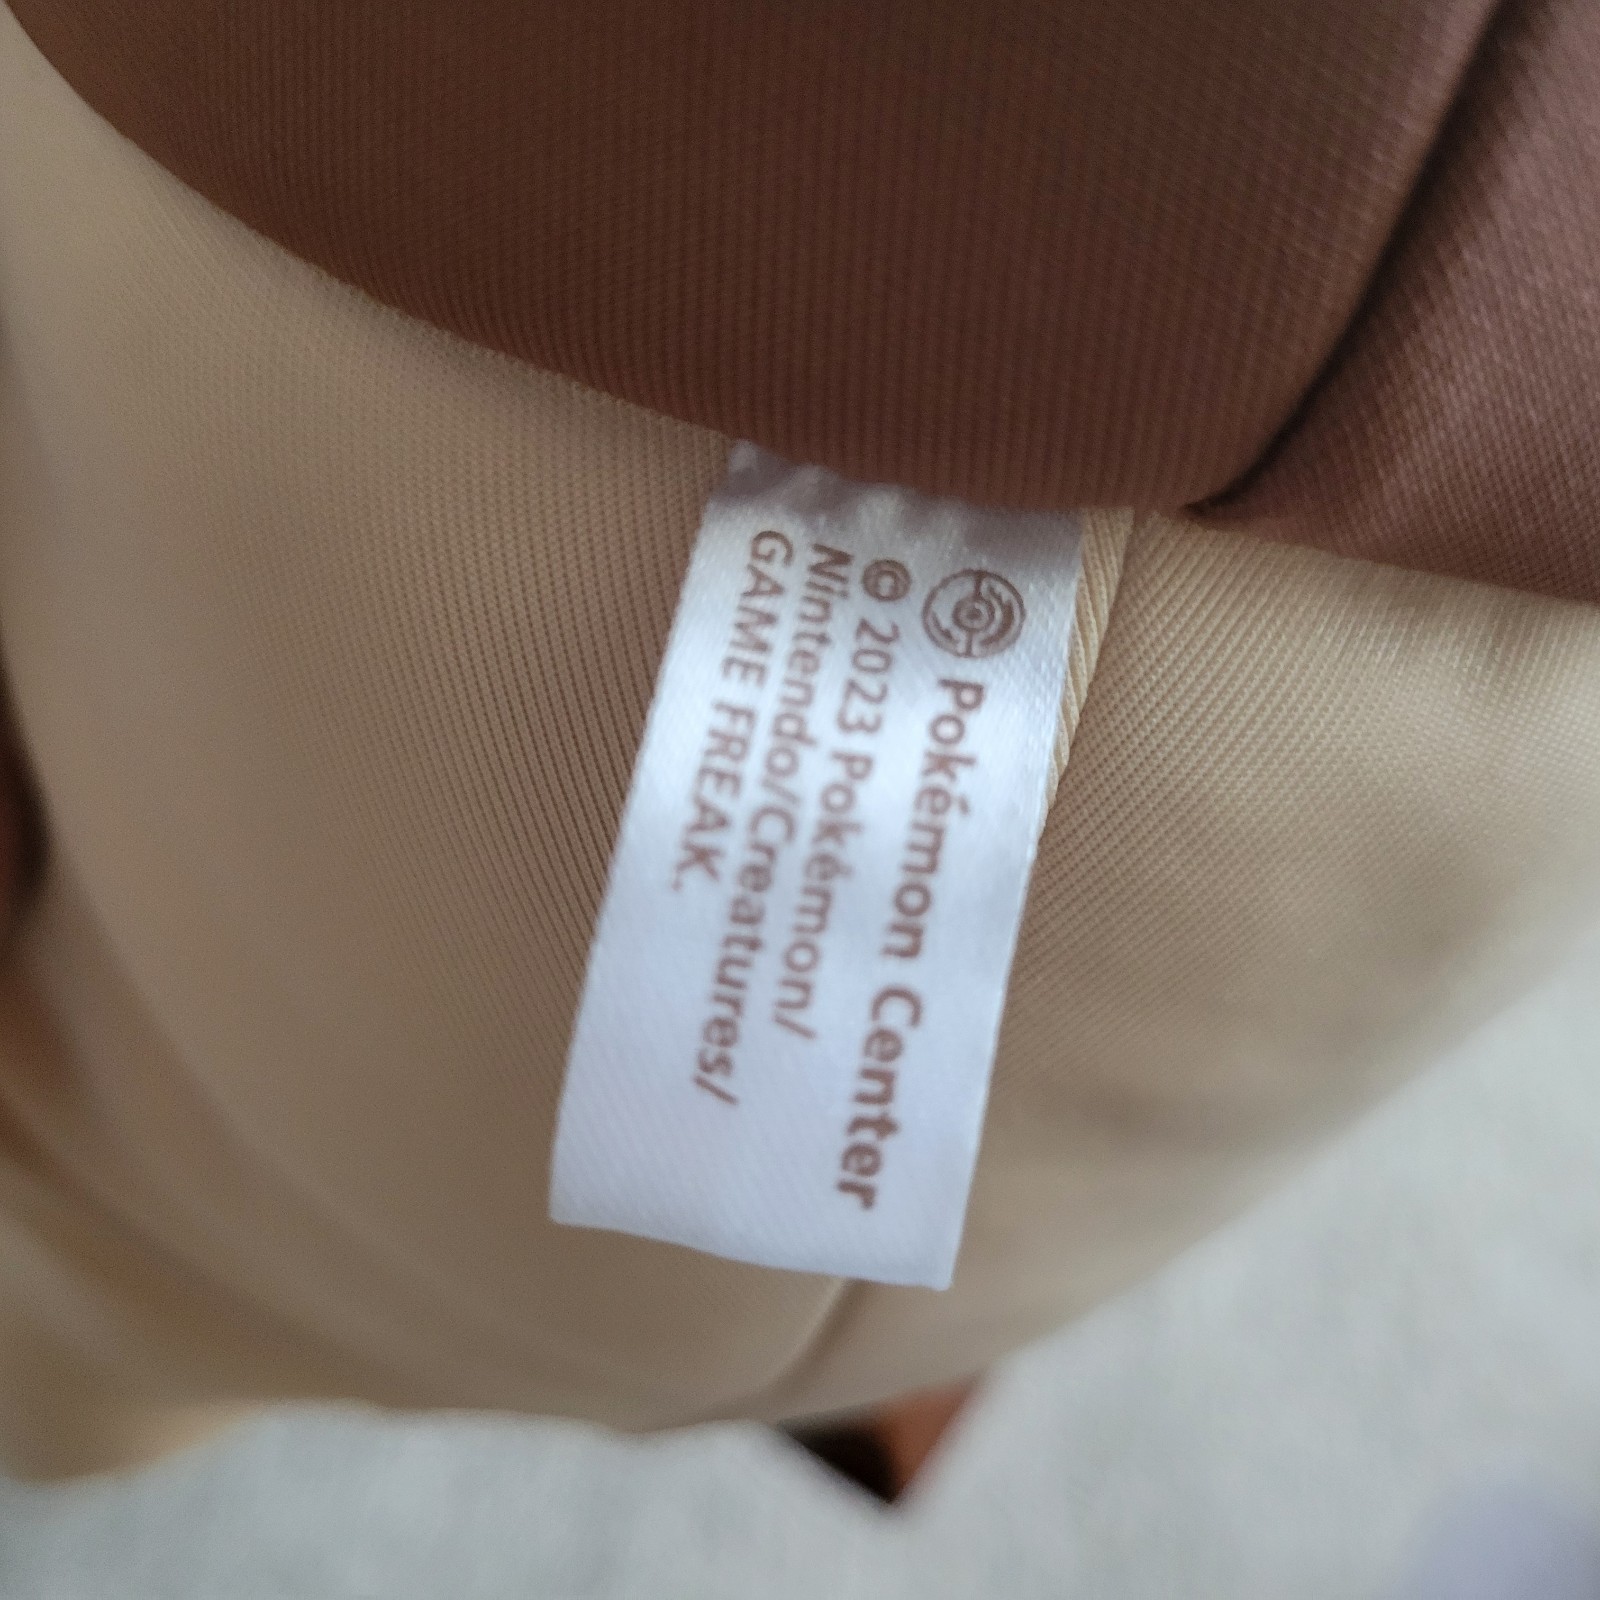 Pokémon Center
© 2023 Pokémon/
Nintendo/Creatures/
GAME FREAK.